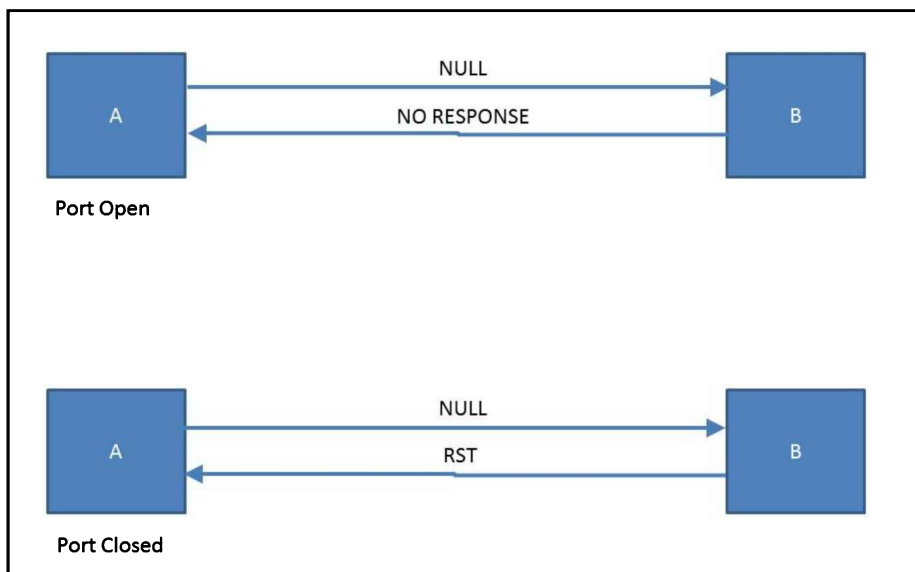 NULL
A
B
NO RESPONSE
Port Open
NULL
A
B
RST
Port Closed